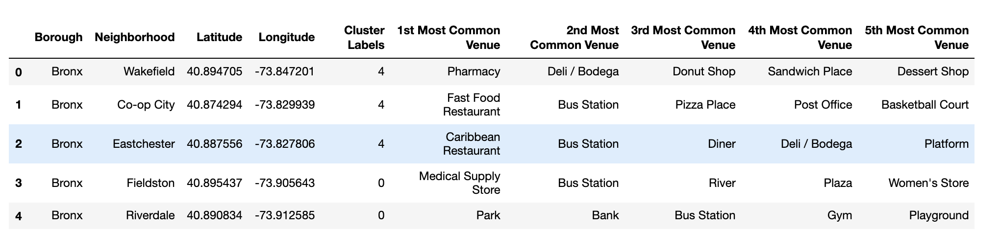 Borough Neighborhood Latitude Longitude Cluster Labels 1st Most Common Venue 2nd Most Common Venue 3rd Most Common Venue 4th Most Common Venue 5th Most Common Venue
0 Bronx Wakefield 40.894705 -73.847201 4 Pharmacy Deli / Bodega Donut Shop Sandwich Place Dessert Shop
1 Bronx Co-op City 40.874294 -73.829939 4 Fast Food Restaurant Bus Station Pizza Place Post Office Basketball Court
2 Bronx Eastchester 40.887556 -73.827806 4 Caribbean Restaurant Bus Station Diner Deli / Bodega Platform
3 Bronx Fieldston 40.895437 -73.905643 0 Medical Supply Store Bus Station River Plaza Women's Store
4 Bronx Riverdale 40.890834 -73.912585 0 Park Bank Bus Station Gym Playground